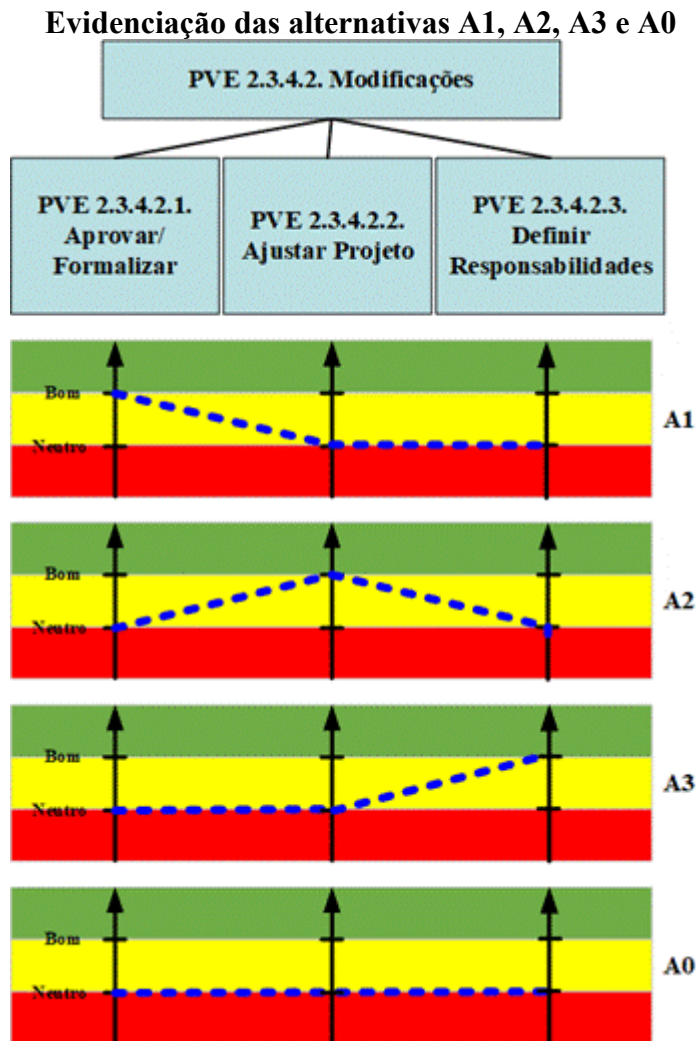 Evidenciação das alternativas A1, A2, A3 e A0
PVE 2.3.4.2. Modificações
PVE 2.3.4.2.1.
Aprovar/
Formalizar
PVE 2.3.4.2.2.
Ajustar Projeto
PVE 2.3.4.2.3.
Definir
Responsabilidades
Bom
Neutro
A1
Bom
Neutro
A2
Bom
Neutro
A3
Bom
Neutro
A0